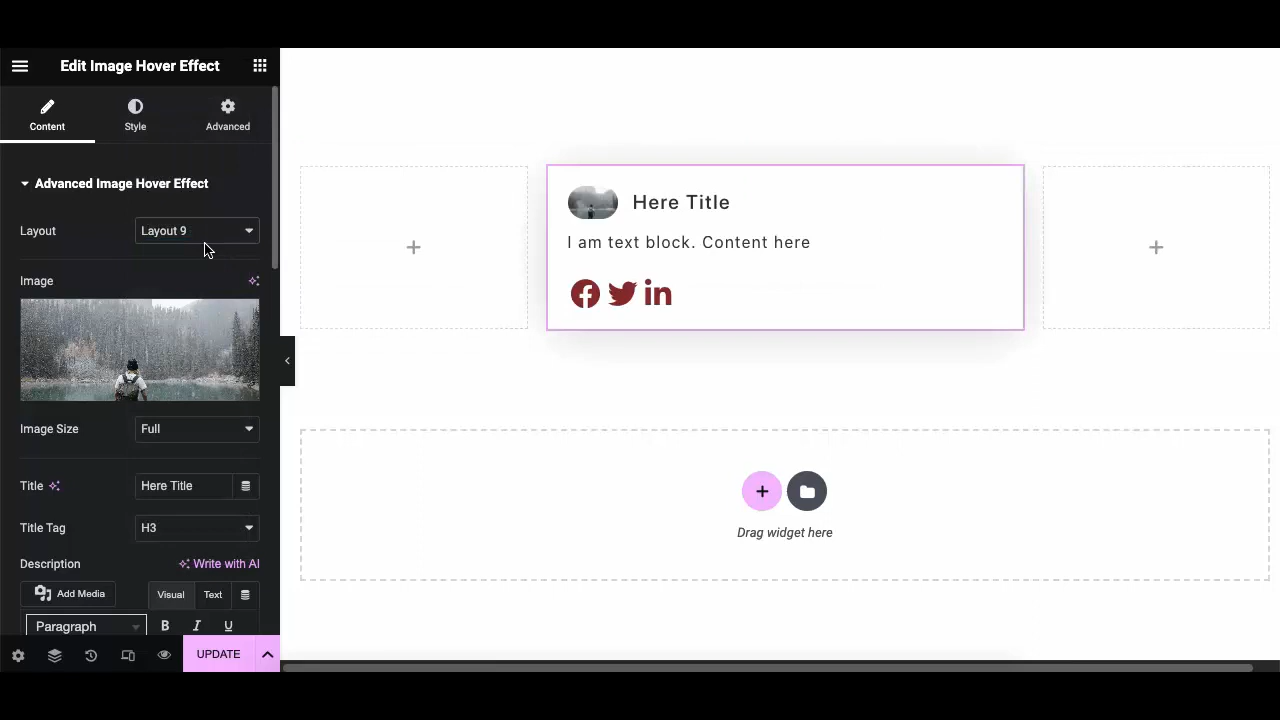 Edit Image Hover Effect
Content
Style
Advanced
Advanced Image Hover Effect
Layout
Layout 9
Image
Image Size
Full
Title
Here Title
Title Tag
H3
Description
Write with AI
Add Media
Visual
Text
Paragraph
B
I
U
UPDATE
Here Title
I am text block. Content here
Drag widget here